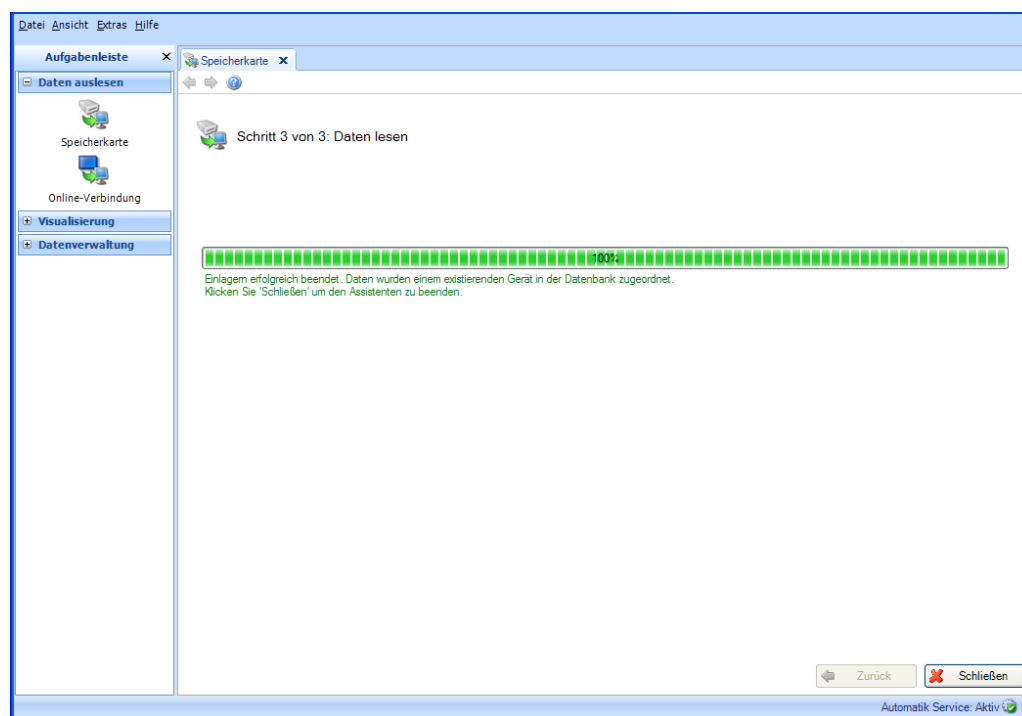 Datei Ansicht Extras Hilfe
Aufgabenleiste
Speicherkarte
Daten auslesen
Speicherkarte
Online-Verbindung
Visualisierung
Datenverwaltung
Schritt 3 von 3: Daten lesen
100%
Einlagern erfolgreich beendet. Daten wurden einem existierenden Gerät in der Datenbank zugeordnet.
Klicken Sie 'Schließen' um den Assistenten zu beenden.
Zurück
Schließen
Automatik Service: Aktiv